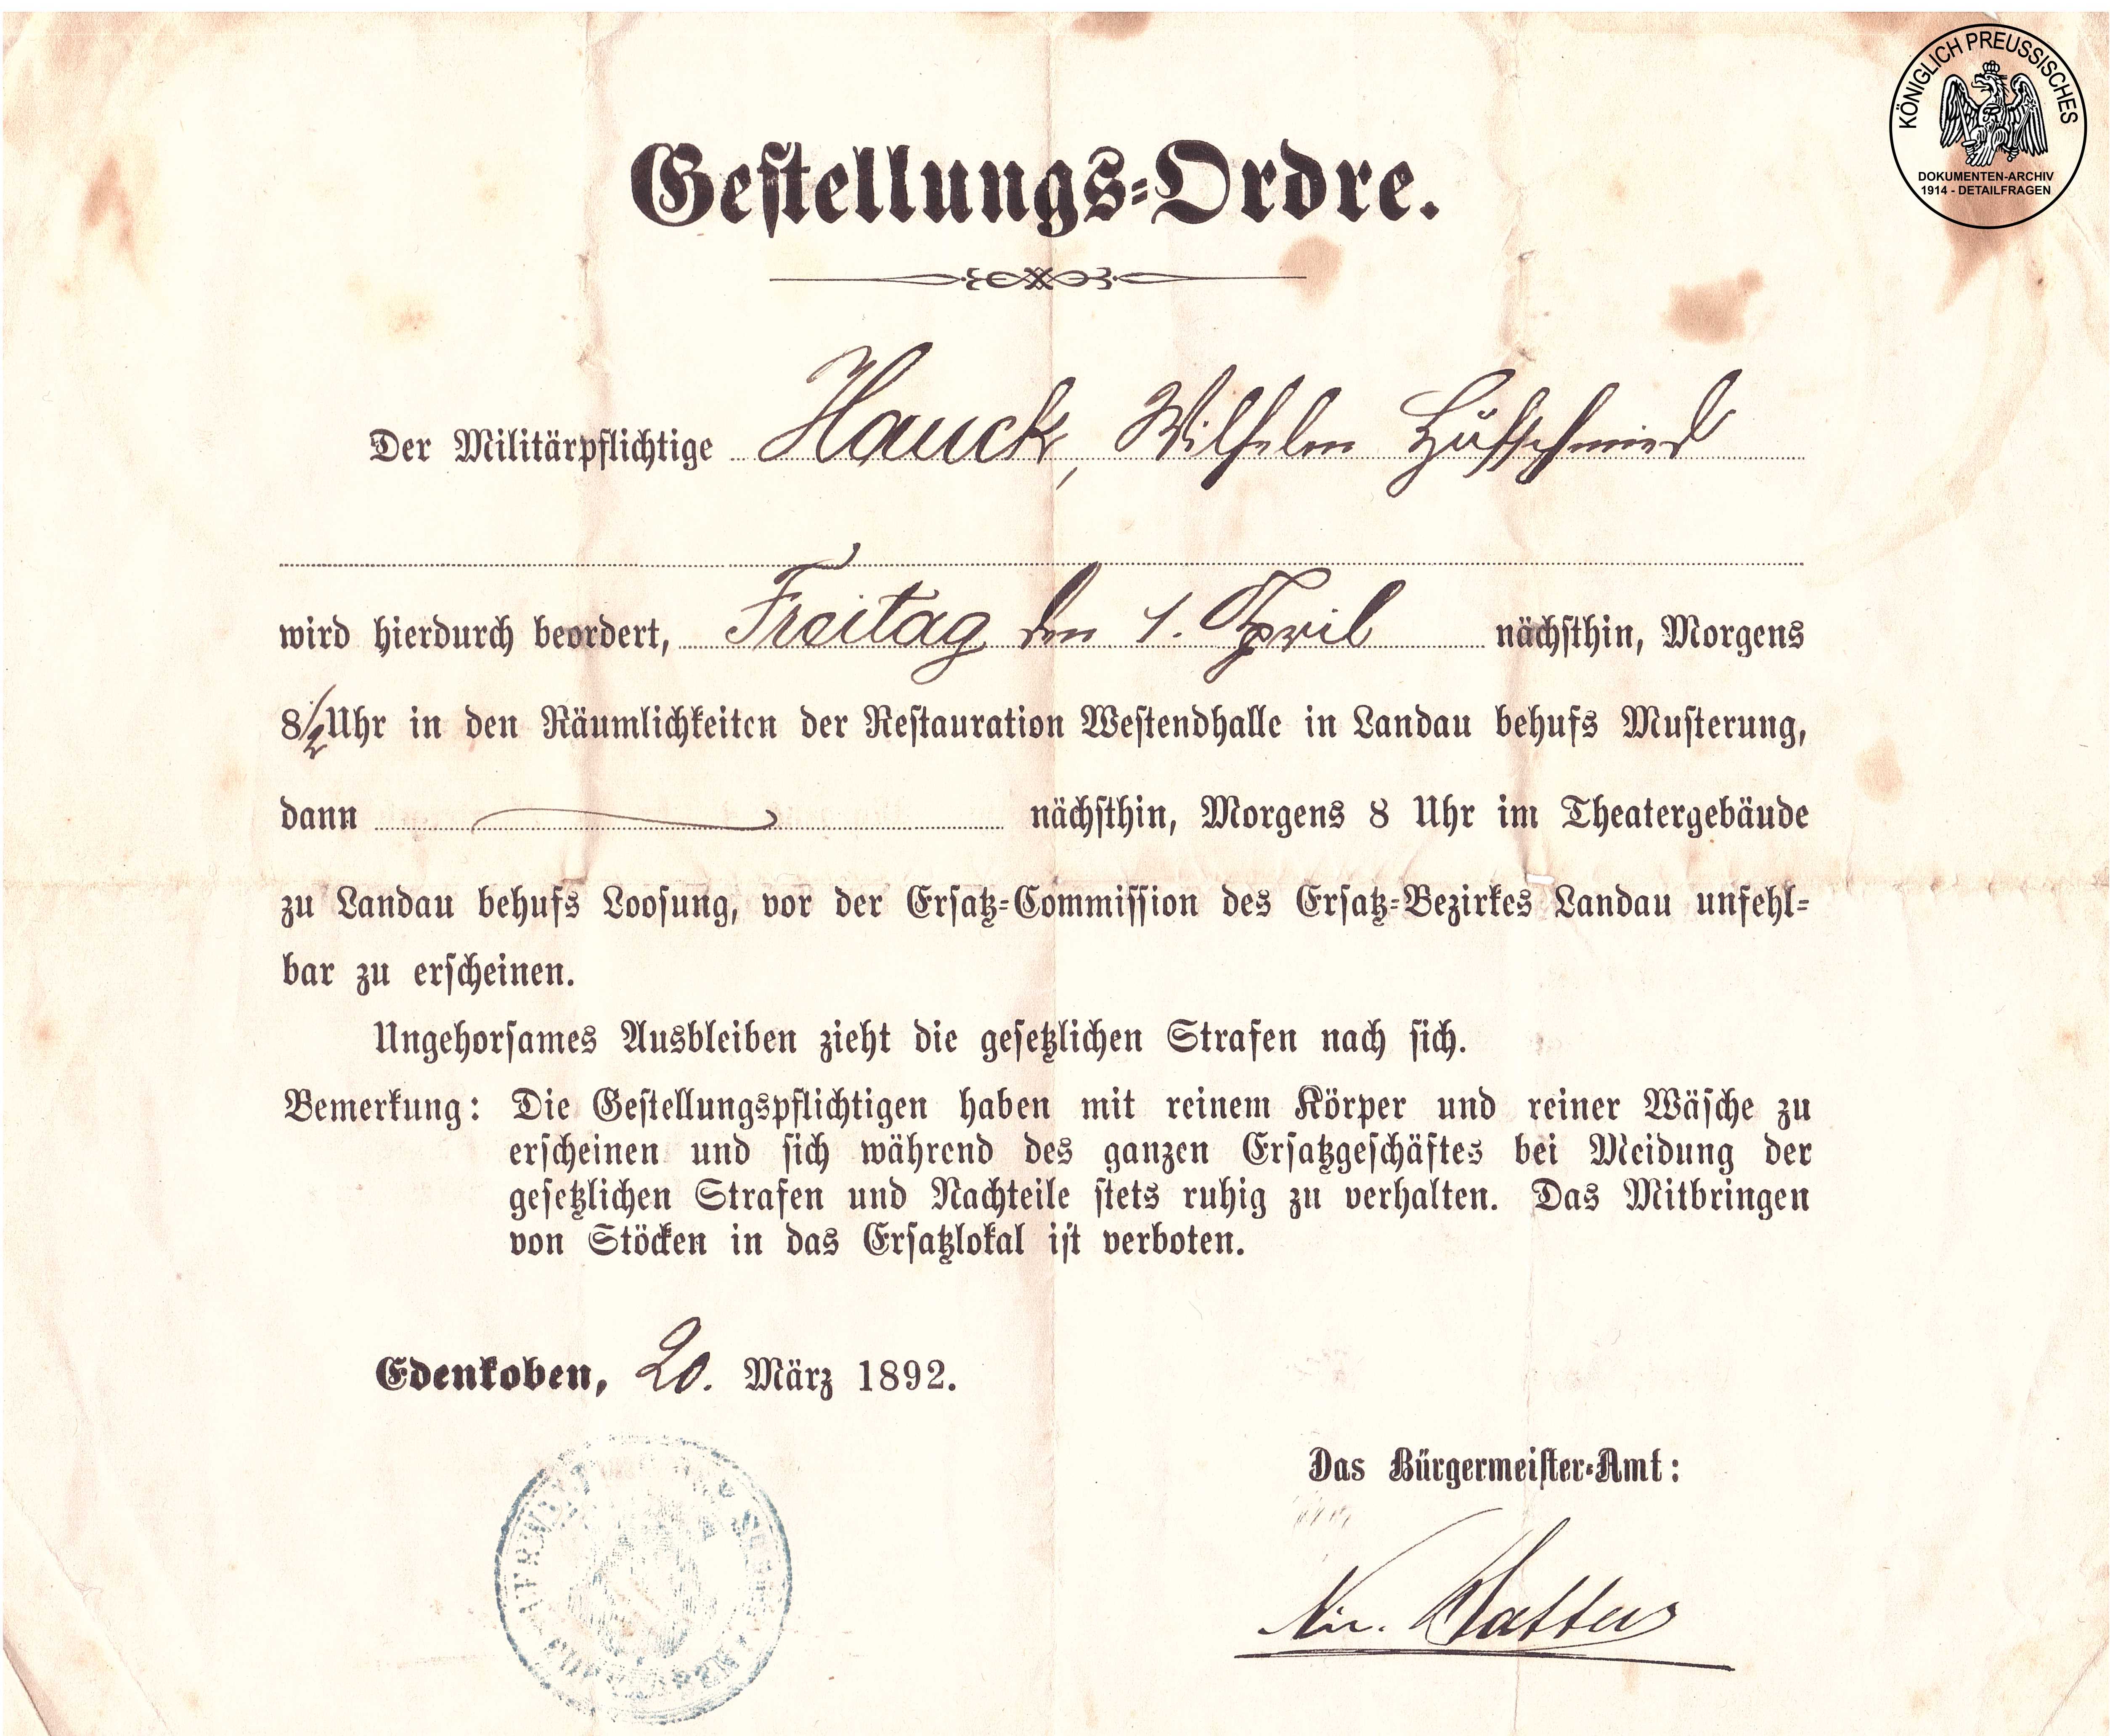 KÖNIGLICH PREUSSISCHES
DOKUMENTEN-ARCHIV
1914 - DETAILFRAGEN
Gestellungs-Ordre.
Der Militärpflichtige Hauck, Wilhelm Hufschmied
wird hierdurch beordert, Freitag den 1. April nächsthin, Morgens
8 1/2 Uhr in den Räumlichkeiten der Restauration Westendhalle in Landau behufs Musterung,
dann nächsthin, Morgens 8 Uhr im Theatergebäude
zu Landau behufs Loosung, vor der Ersatz-Commission des Ersatz-Bezirkes Landau unfehl-
bar zu erscheinen.
Ungehorsames Ausbleiben zieht die gesetzlichen Strafen nach sich.
Bemerkung: Die Gestellungspflichtigen haben mit reinem Körper und reiner Wäsche zu
erscheinen und sich während des ganzen Ersatzgeschäftes bei Meidung der
gesetzlichen Strafen und Nachteile stets ruhig zu verhalten. Das Mitbringen
von Stöcken in das Ersatzlokal ist verboten.
Edenkoben, 20. März 1892.
Das Bürgermeister-Amt: